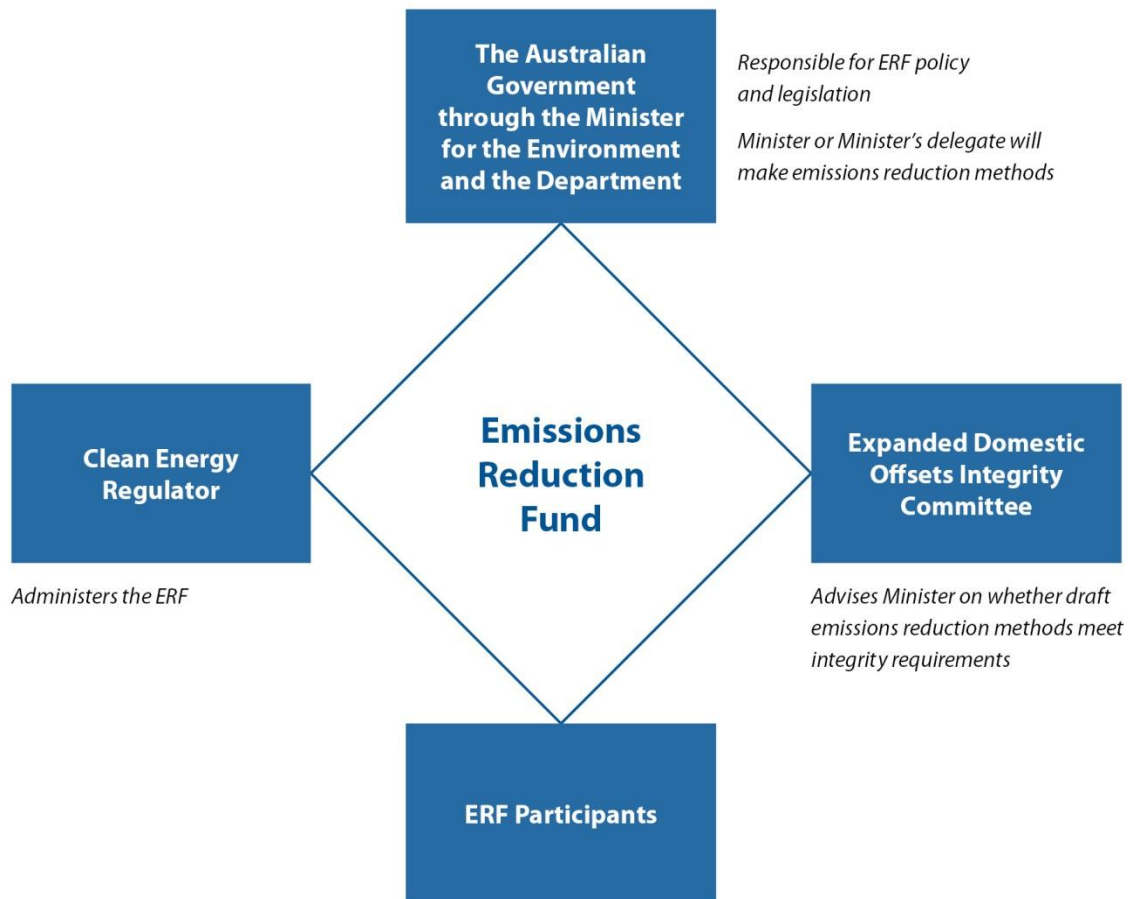 The Australian
Government
through the Minister
for the Environment
and the Department
Responsible for ERF policy
and legislation
Minister or Minister's delegate will
make emissions reduction methods
Clean Energy
Regulator
Administers the ERF
Emissions
Reduction
Fund
Expanded Domestic
Offsets Integrity
Committee
Advises Minister on whether draft
emissions reduction methods meet
integrity requirements
ERF Participants